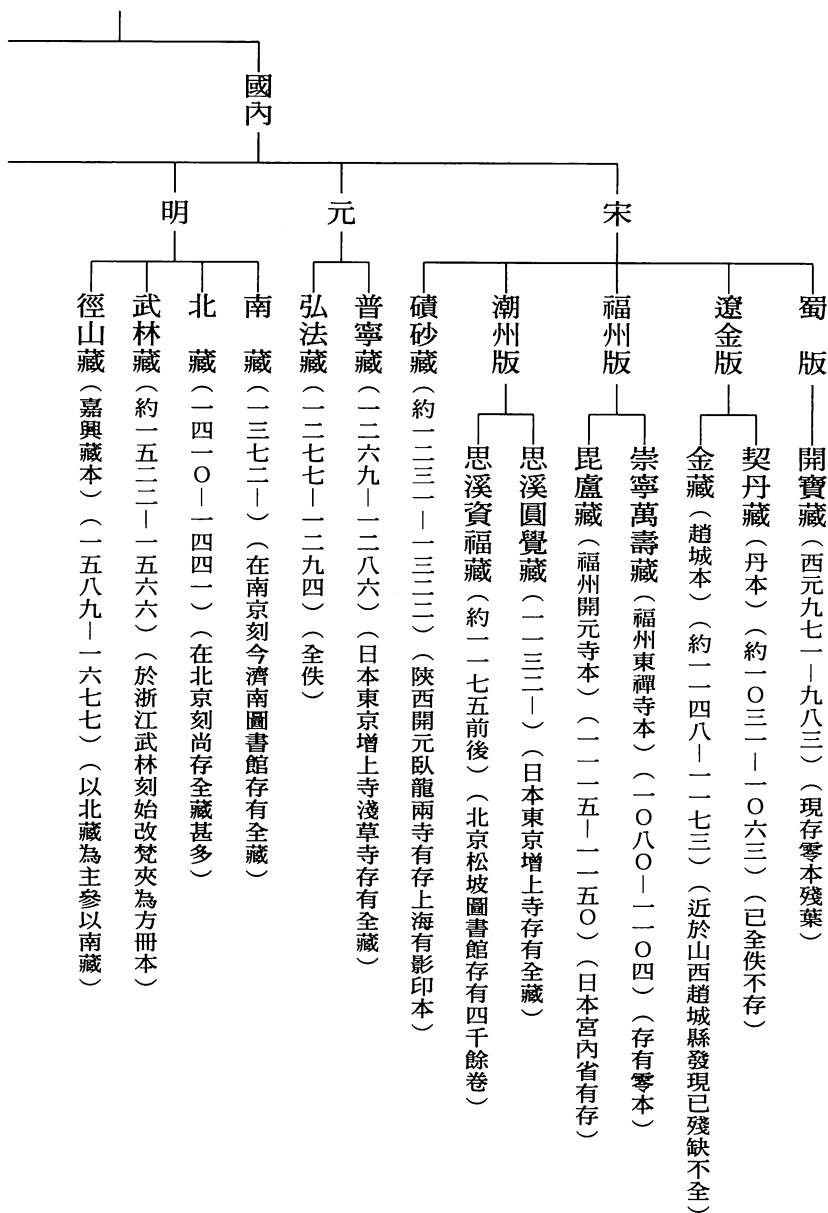 國內
宋
蜀　版
開寶藏（西元九七一｜九八三）（現存零本殘葉）
遼金版
契丹藏（丹本）（約一〇三一｜一〇六三）（已全佚不存）
金藏（趙城本）（約一一四八｜一一七三）（近於山西趙城縣發現已殘缺不全）
福州版
崇寧萬壽藏（福州東禪寺本）（一〇八〇｜一一〇四）（存有零本）
毘盧藏（福州開元寺本）（一一一五｜一一五〇）（日本宮內省有存）
潮州版
思溪圓覺藏（一一三二｜）（日本東京增上寺存有全藏）
思溪資福藏（約一一七五前後）（北京松坡圖書館存有四千餘卷）
磧砂藏（約一二三一｜一三二二）（陝西開元臥龍兩寺有存上海有影印本）
元
普寧藏（一二六九｜一二八六）（日本東京增上寺淺草寺存有全藏）
弘法藏（一二七七｜一二九四）（全佚）
明
南　藏（一三七二｜）（在南京刻今濟南圖書館存有全藏）
北　藏（一四一〇｜一四四一）（在北京刻尚存全藏甚多）
武林藏（約一五二二｜一五六六）（於浙江武林刻始改梵夾為方冊本）
徑山藏（嘉興藏本）（一五八九｜一六七七）（以北藏為主參以南藏）